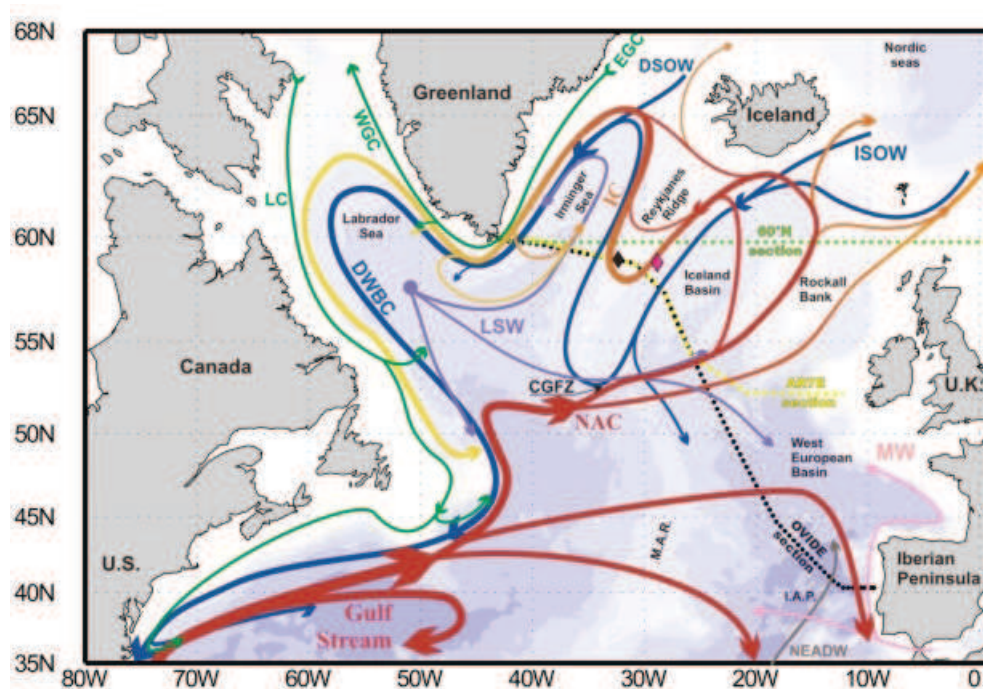 68N
65N
60N
55N
50N
45N
40N
35N
80W
70W
60W
50W
40W
30W
20W
10W
0
Greenland
EGC
DSOW
Nordic
seas
Iceland
WGC
ISOW
LC
Labrador
Sea
Irminger
Sea
IC
Reykjanes
Ridge
60°N
section
Iceland
Basin
Rockall
Bank
DWBC
LSW
Canada
CGFZ
NAC
AR7E
section
U.K.
West
European
Basin
MW
M.A.R.
OVIDE
section
U.S.
Iberian
Peninsula
I.A.P.
Gulf
Stream
NEADW